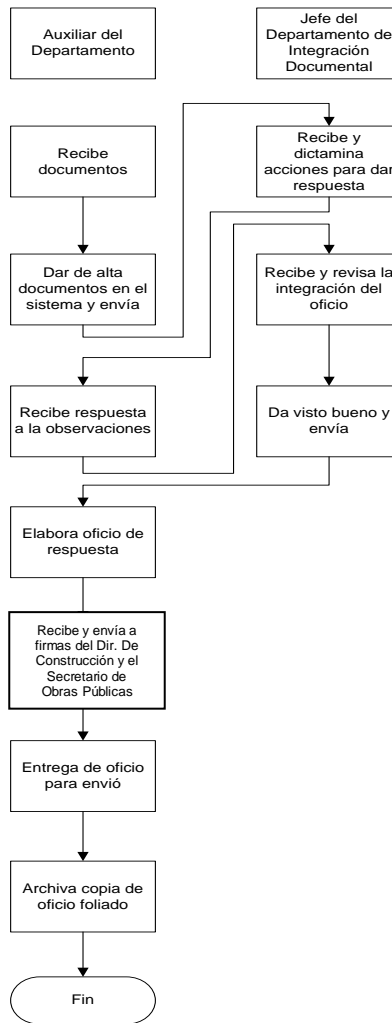 Auxiliar del
Departamento
Jefe del
Departamento de
Integración
Documental
Recibe
documentos
Recibe y
dictamina
acciones para dar
respuesta
Dar de alta
documentos en el
sistema y envía
Recibe y revisa la
integración del
oficio
Recibe respuesta
a la observaciones
Da visto bueno y
envía
Elabora oficio de
respuesta
Recibe y envía a
firmas del Dir. De
Construcción y el
Secretario de
Obras Públicas
Entrega de oficio
para envió
Archiva copia de
oficio foliado
Fin